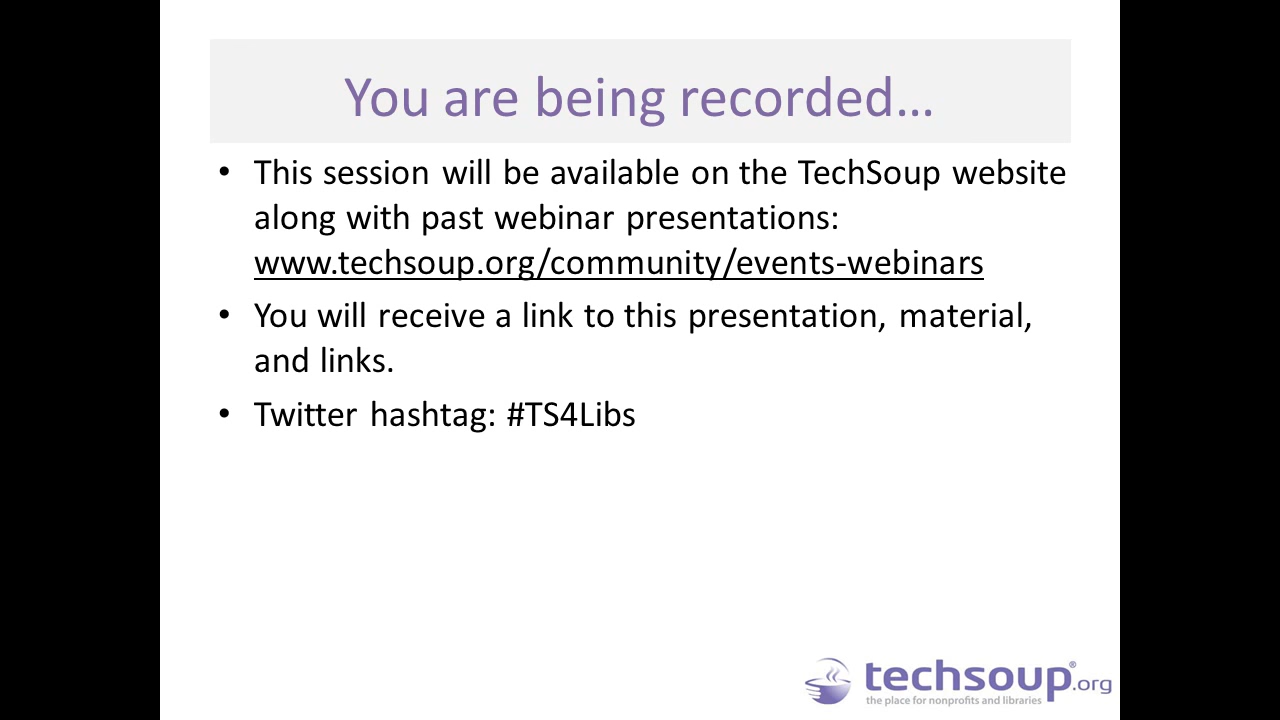 You are being recorded…
• This session will be available on the TechSoup website
along with past webinar presentations:
www.techsoup.org/community/events-webinars
• You will receive a link to this presentation, material,
and links.
• Twitter hashtag: #TS4Libs
techsoup®.org
the place for nonprofits and libraries